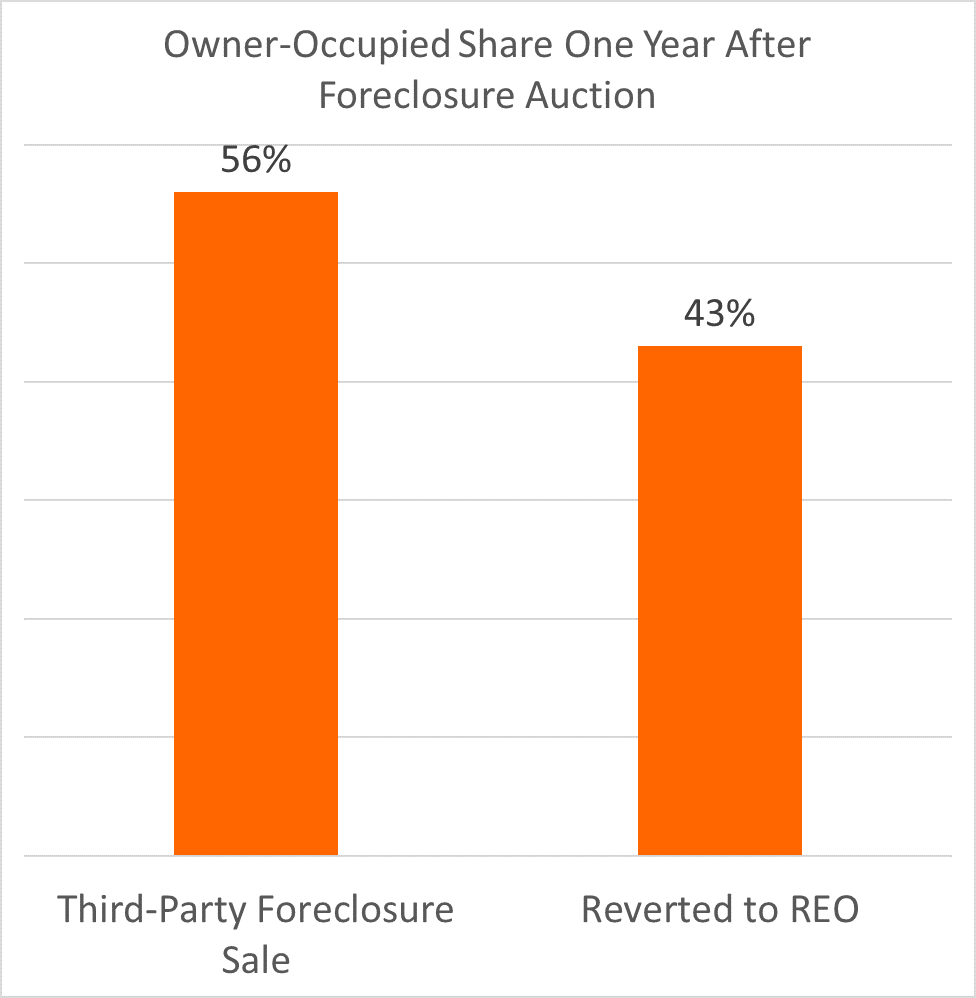 Owner-Occupied Share One Year After
Foreclosure Auction
56%
43%
Third-Party Foreclosure
Sale
Reverted to REO